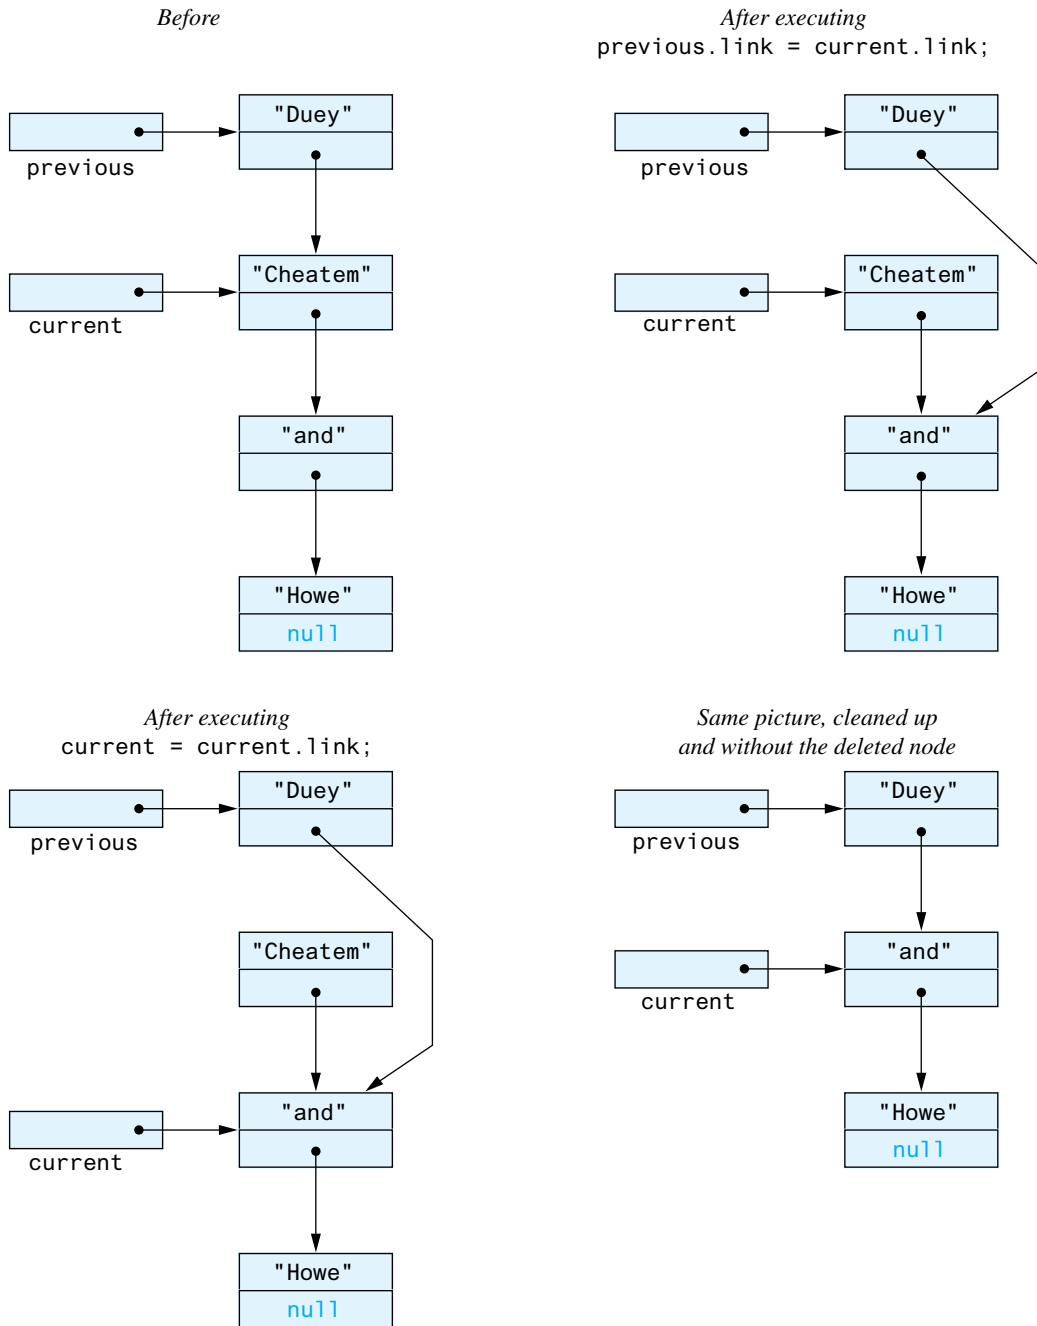 Before
"Duey"
previous
"Cheatem"
current
"and"
"Howe"
null
After executing
previous.link = current.link;
"Duey"
previous
"Cheatem"
current
"and"
"Howe"
null
After executing
current = current.link;
"Duey"
previous
"Cheatem"
"and"
current
"Howe"
null
Same picture, cleaned up
and without the deleted node
"Duey"
previous
"and"
current
"Howe"
null